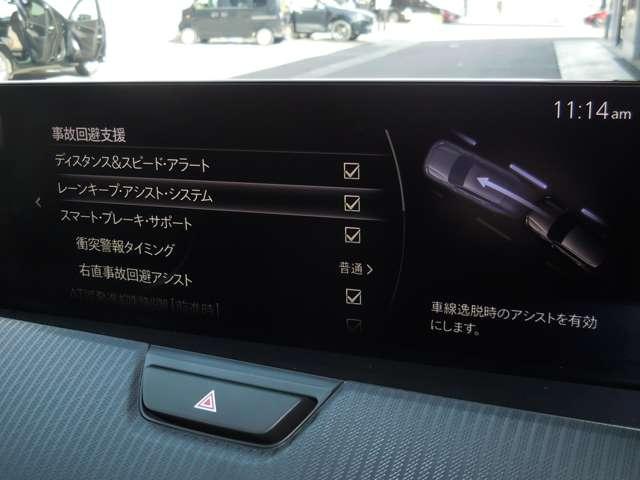 11:14am
事故回避支援
ディスタンス&スピード・アラート
レーンキープ・アシスト・システム
スマート・ブレーキ・サポート
衝突警報タイミング
普通
右直事故回避アシスト
[前進時]
車線逸脱時のアシストを有効
にします。